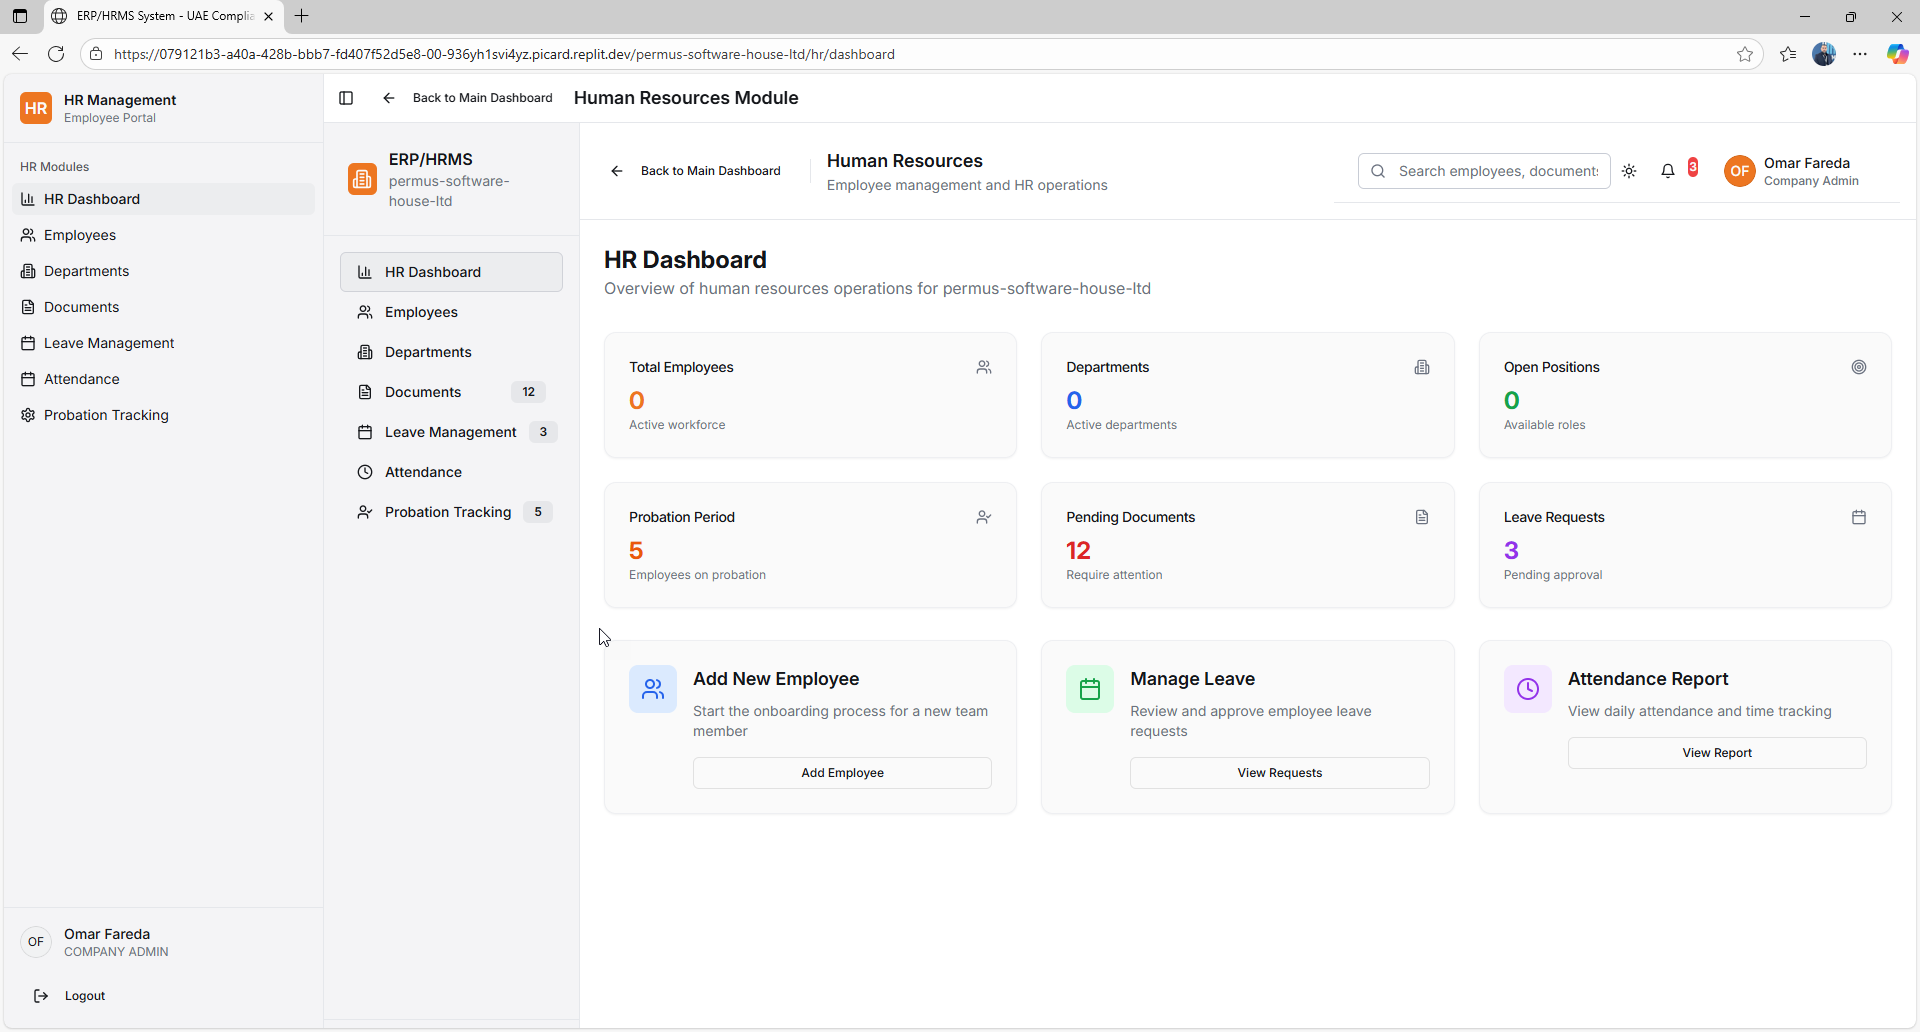 ERP/HRMS System - UAE Complia
https://079121b3-a40a-428b-bbb7-fd407f52d5e8-00-936yh1svi4yz.picard.replit.dev/permus-software-house-ltd/hr/dashboard
HR
HR Management
Employee Portal
HR Modules
HR Dashboard
Employees
Departments
Documents
Leave Management
Attendance
Probation Tracking
OF
Omar Fareda
COMPANY ADMIN
Logout
Back to Main Dashboard
Human Resources Module
ERP/HRMS
permus-software-
house-ltd
HR Dashboard
Employees
Departments
Documents 12
Leave Management 3
Attendance
Probation Tracking 5
Back to Main Dashboard
Human Resources
Employee management and HR operations
Search employees, documents
3
OF
Omar Fareda
Company Admin
HR Dashboard
Overview of human resources operations for permus-software-house-ltd
Total Employees
0
Active workforce
Departments
0
Active departments
Open Positions
0
Available roles
Probation Period
5
Employees on probation
Pending Documents
12
Require attention
Leave Requests
3
Pending approval
Add New Employee
Start the onboarding process for a new team
member
Add Employee
Manage Leave
Review and approve employee leave
requests
View Requests
Attendance Report
View daily attendance and time tracking
View Report